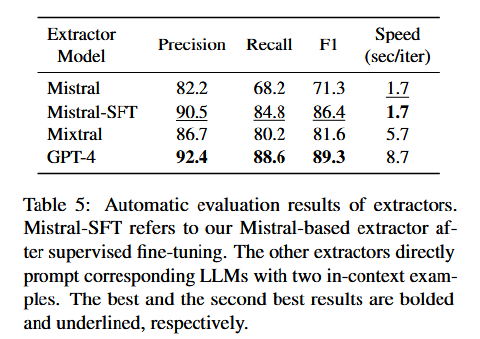 Extractor Model Precision Recall F1 Speed (sec/iter)
Mistral 82.2 68.2 71.3 1.7
Mistral-SFT 90.5 84.8 86.4 1.7
Mixtral 86.7 80.2 81.6 5.7
GPT-4 92.4 88.6 89.3 8.7
Table 5: Automatic evaluation results of extractors.
Mistral-SFT refers to our Mistral-based extractor af-
ter supervised fine-tuning. The other extractors directly
prompt corresponding LLMs with two in-context exam-
ples. The best and the second best results are bolded
and underlined, respectively.